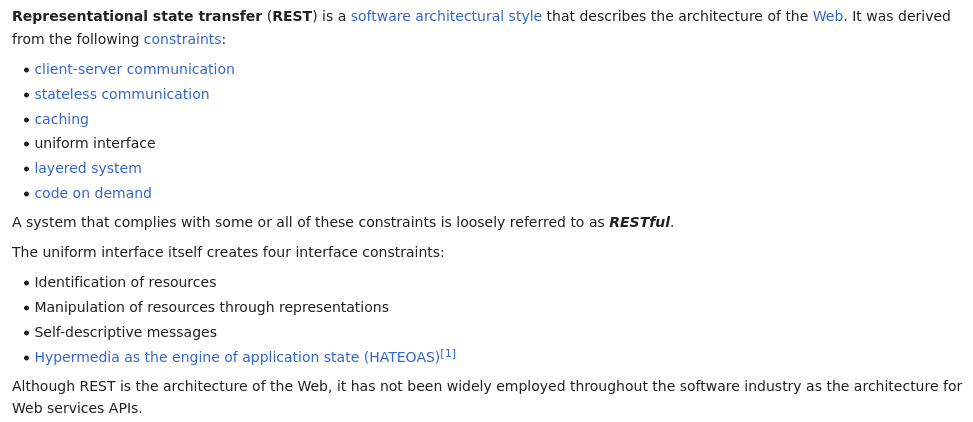 Representational state transfer (REST) is a software architectural style that describes the architecture of the Web. It was derived
from the following constraints:
• client-server communication
• stateless communication
• caching
• uniform interface
• layered system
• code on demand
A system that complies with some or all of these constraints is loosely referred to as RESTful.
The uniform interface itself creates four interface constraints:
• Identification of resources
• Manipulation of resources through representations
• Self-descriptive messages
• Hypermedia as the engine of application state (HATEOAS)[1]
Although REST is the architecture of the Web, it has not been widely employed throughout the software industry as the architecture for
Web services APIs.